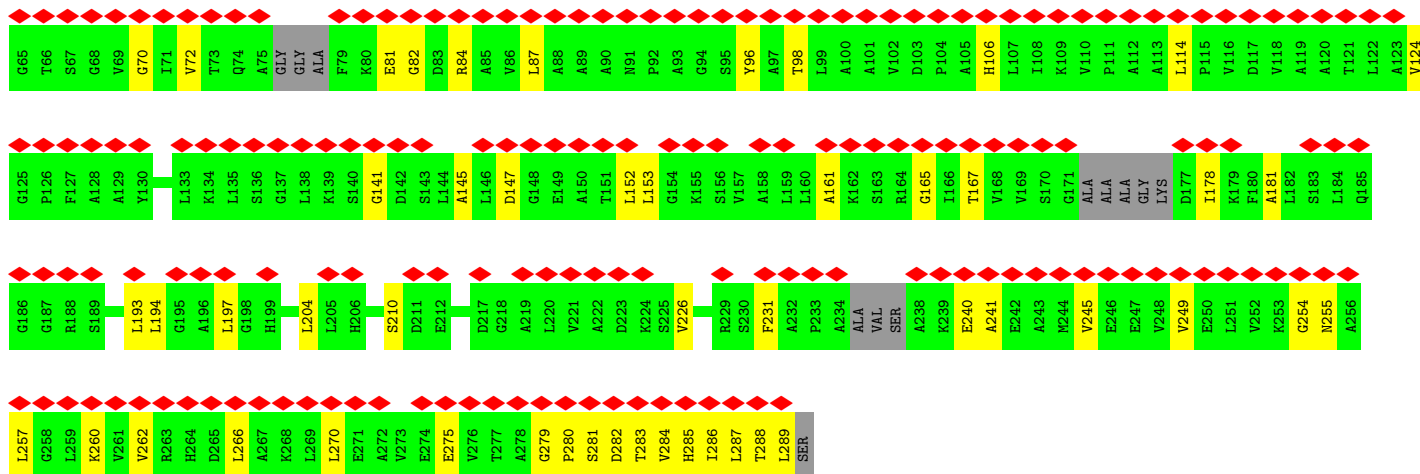 G65 T66 S67 G68 V69 G70 I71 V72 T73 Q74 A75 GLY GLY ALA F79 K80 E81 G82 D83 R84 A85 V86 L87 A88 A89 A90 N91 P92 A93 G94 S95 Y96 A97 T98 L99 A100 A101 V102 D103 P104 A105 H106 L107 I108 K109 V110 P111 A112 A113 L114 P115 V116 D117 V118 A119 A120 T121 L122 A123 V124
G125 P126 F127 A128 A129 Y130 L133 K134 L135 S136 G137 L138 K139 S140 G141 D142 S143 L144 A145 L146 D147 G148 E149 A150 T151 L152 L153 G154 K155 S156 V157 A158 L159 L160 A161 K162 S163 R164 G165 I166 T167 V168 V169 S170 G171 ALA ALA ALA GLY LYS D177 I178 K179 F180 A181 L182 S183 L184 Q185
G186 G187 R188 S189 L193 L194 G195 A196 L197 G198 H199 L204 L205 H206 S210 D211 E212 D217 G218 A219 L220 V221 A222 D223 K224 S225 V226 R229 S230 F231 A232 P233 A234 ALA VAL SER A238 K239 E240 A241 E242 A243 M244 V245 E246 E247 V248 V249 E250 L251 V252 K253 G254 N255 A256
L257 G258 L259 K260 V261 V262 R263 H264 D265 L266 A267 K268 L269 L270 E271 A272 V273 E274 E275 V276 T277 A278 G279 P280 S281 D282 T283 V284 H285 I286 L287 T288 L289 SER